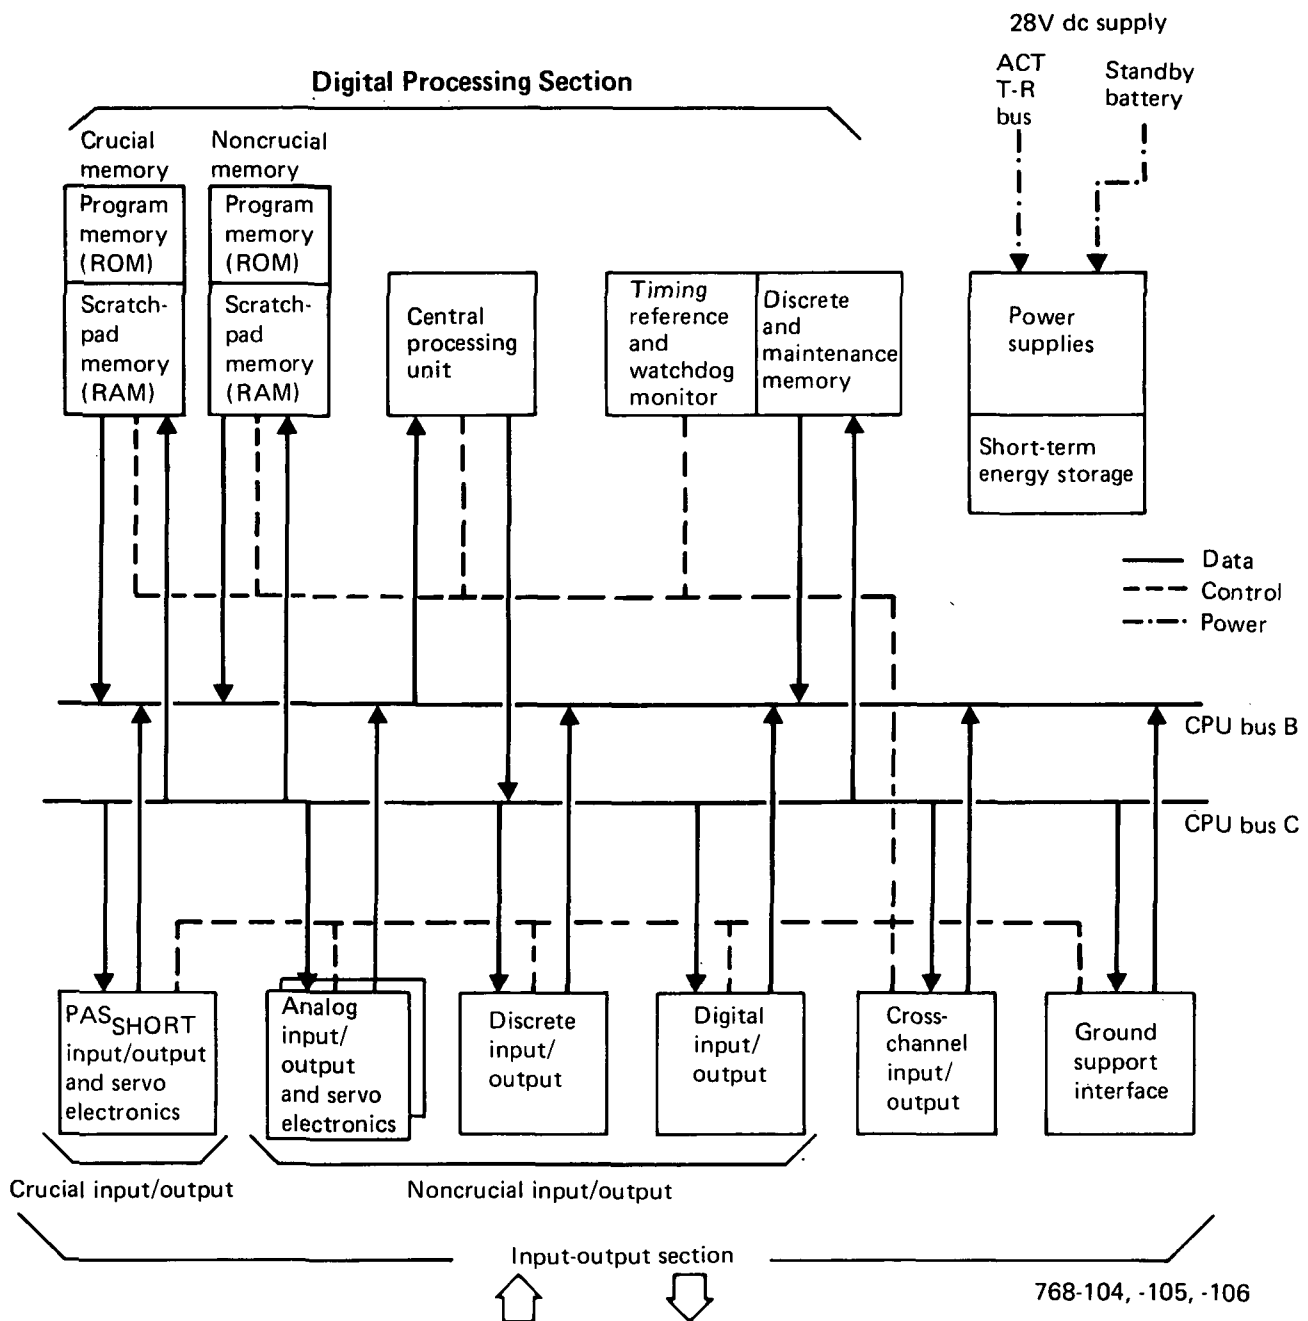 28V dc supply
ACT
T-R
bus
Standby
battery
Digital Processing Section
Crucial
memory
Noncrucial
memory
Program
memory
(ROM)
Program
memory
(ROM)
Scratch-
pad
memory
(RAM)
Scratch-
pad
memory
(RAM)
Central
processing
unit
Timing
reference
and
watchdog
monitor
Discrete
and
maintenance
memory
Power
supplies
Short-term
energy storage
Data
Control
Power
CPU bus B
CPU bus C
PAS SHORT
input/output
and servo
electronics
Analog
input/
output
and servo
electronics
Discrete
input/
output
Digital
input/
output
Cross-
channel
input/
output
Ground
support
interface
Crucial input/output
Noncrucial input/output
Input-output section
768-104, -105, -106